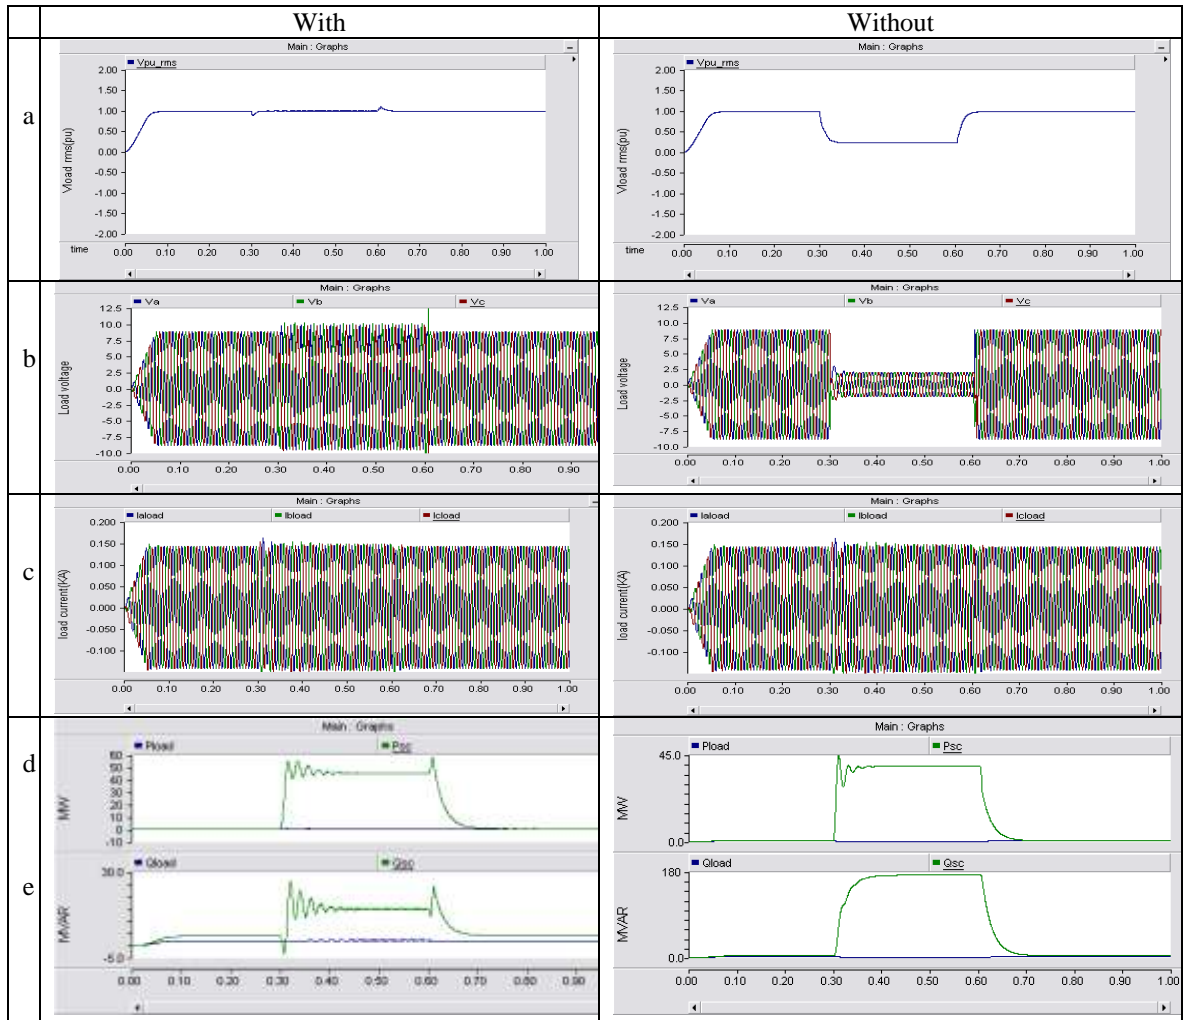 With Without
a
Main : Graphs
Vpu_rms
Vload rms(pu)
2.00
1.50
1.00
0.50
0.00
-0.50
-1.00
-1.50
-2.00
time 0.00 0.10 0.20 0.30 0.40 0.50 0.60 0.70 0.80 0.90 1.00
Main : Graphs
Vpu_rms
Vload rms(pu)
2.00
1.50
1.00
0.50
0.00
-0.50
-1.00
-1.50
-2.00
time 0.00 0.10 0.20 0.30 0.40 0.50 0.60 0.70 0.80 0.90 1.00
b
Main : Graphs
Va Vb Vc
Load voltage
12.5
10.0
7.5
5.0
2.5
0.0
-2.5
-5.0
-7.5
-10.0
0.00 0.10 0.20 0.30 0.40 0.50 0.60 0.70 0.80 0.90
Main : Graphs
Va Vb Vc
Load voltage
12.5
10.0
7.5
5.0
2.5
0.0
-2.5
-5.0
-7.5
-10.0
0.00 0.10 0.20 0.30 0.40 0.50 0.60 0.70 0.80 0.90 1.00
c
Main : Graphs
Iaload Ibload Icload
load current(KA)
0.200
0.150
0.100
0.050
0.000
-0.050
-0.100
0.00 0.10 0.20 0.30 0.40 0.50 0.60 0.70 0.80 0.90 1.00
Main : Graphs
Iaload Ibload Icload
load current(KA)
0.200
0.150
0.100
0.050
0.000
-0.050
-0.100
0.00 0.10 0.20 0.30 0.40 0.50 0.60 0.70 0.80 0.90 1.00
d
Main : Graphs
Pload Psc
MW
60
50
40
30
20
10
0
-10
e
Qload Qsc
MVAR
30.0
-5.0
0.00 0.10 0.20 0.30 0.40 0.50 0.60 0.70 0.80 0.90
Main : Graphs
Pload Psc
MW
45.0
0.0
Qload Qsc
MVAR
180
0.0
0.00 0.10 0.20 0.30 0.40 0.50 0.60 0.70 0.80 0.90 1.00